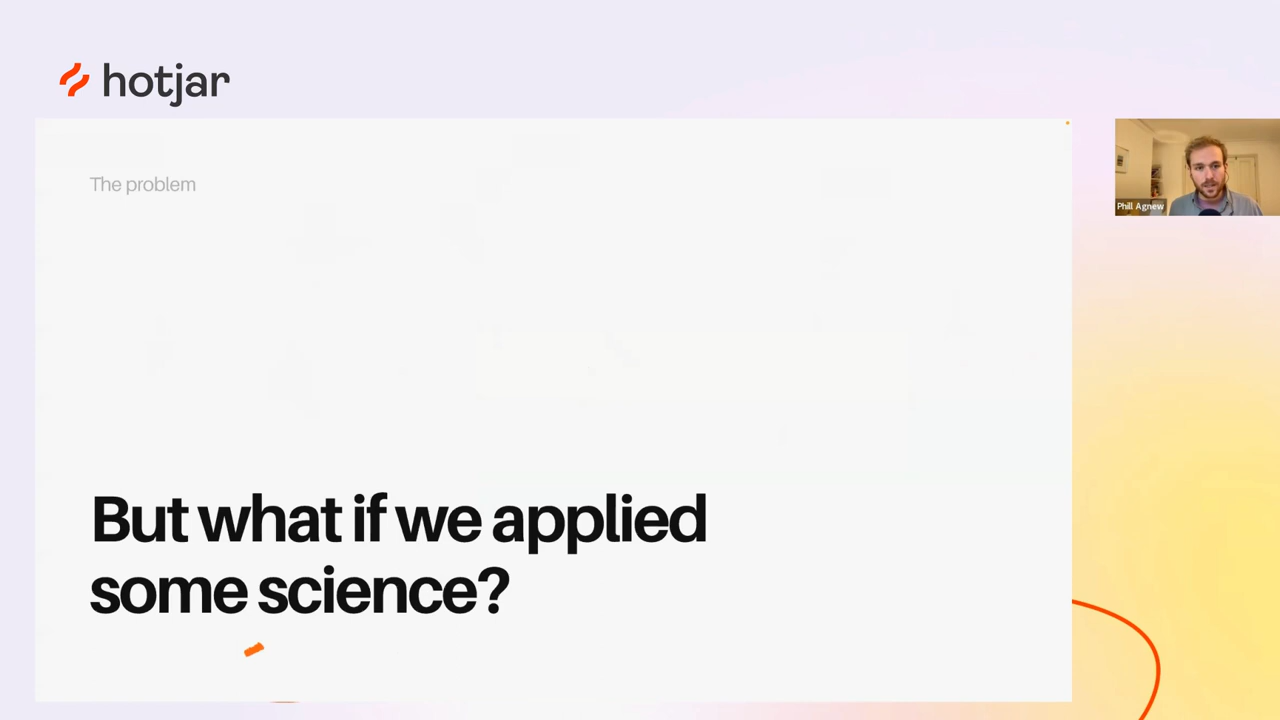 hotjar
The problem
Phill Agnew
But what if we applied
some science?